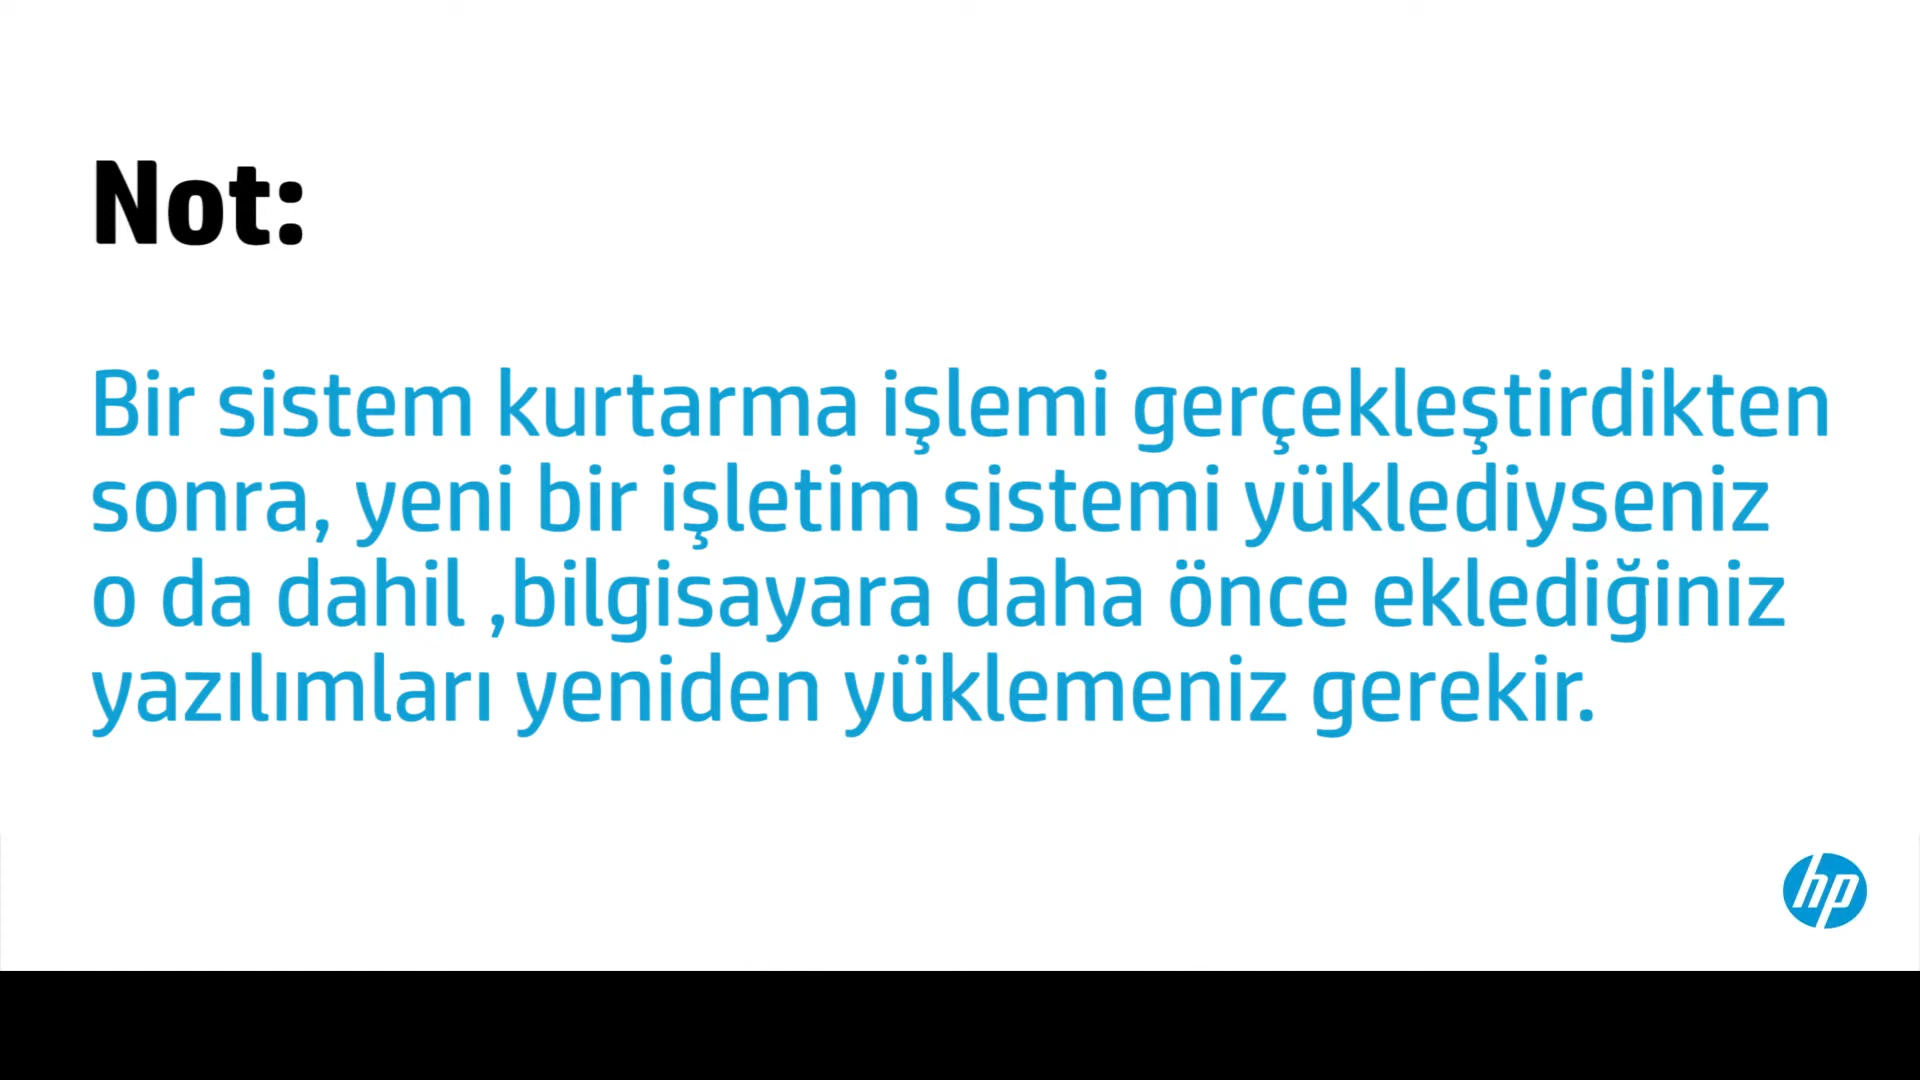 Not:
Bir sistem kurtarma işlemi gerçekleştirdikten
sonra, yeni bir işletim sistemi yüklediyseniz
o da dahil ,bilgisayara daha önce eklediğiniz
yazılımları yeniden yüklemeniz gerekir.
hp